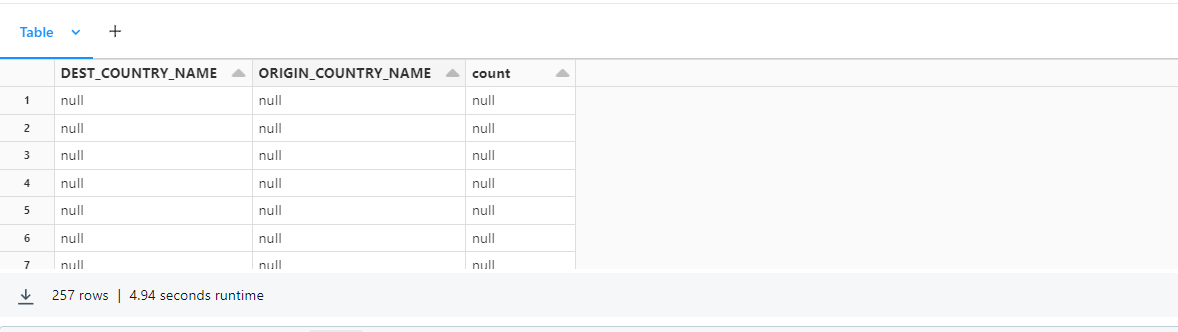 Table
DEST_COUNTRY_NAME ORIGIN_COUNTRY_NAME count
1 null null null
2 null null null
3 null null null
4 null null null
5 null null null
6 null null null
7 null null null
257 rows | 4.94 seconds runtime